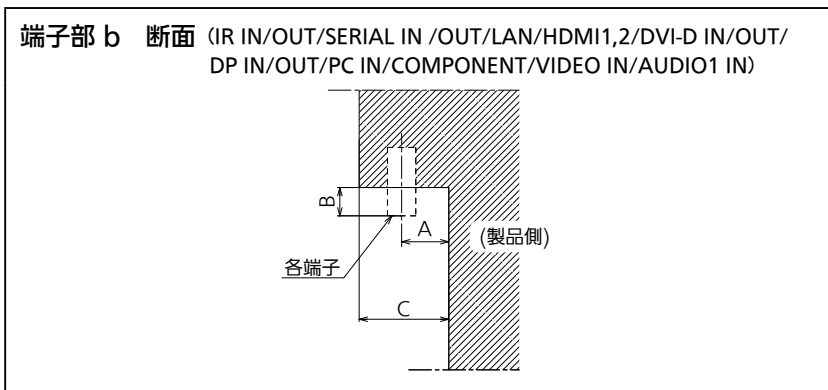 端子部 b 断面 (IR IN/OUT/SERIAL IN /OUT/LAN/HDMI1,2/DVI-D IN/OUT/
DP IN/OUT/PC IN/COMPONENT/VIDEO IN/AUDIO1 IN)
B
A
(製品側)
各端子
C